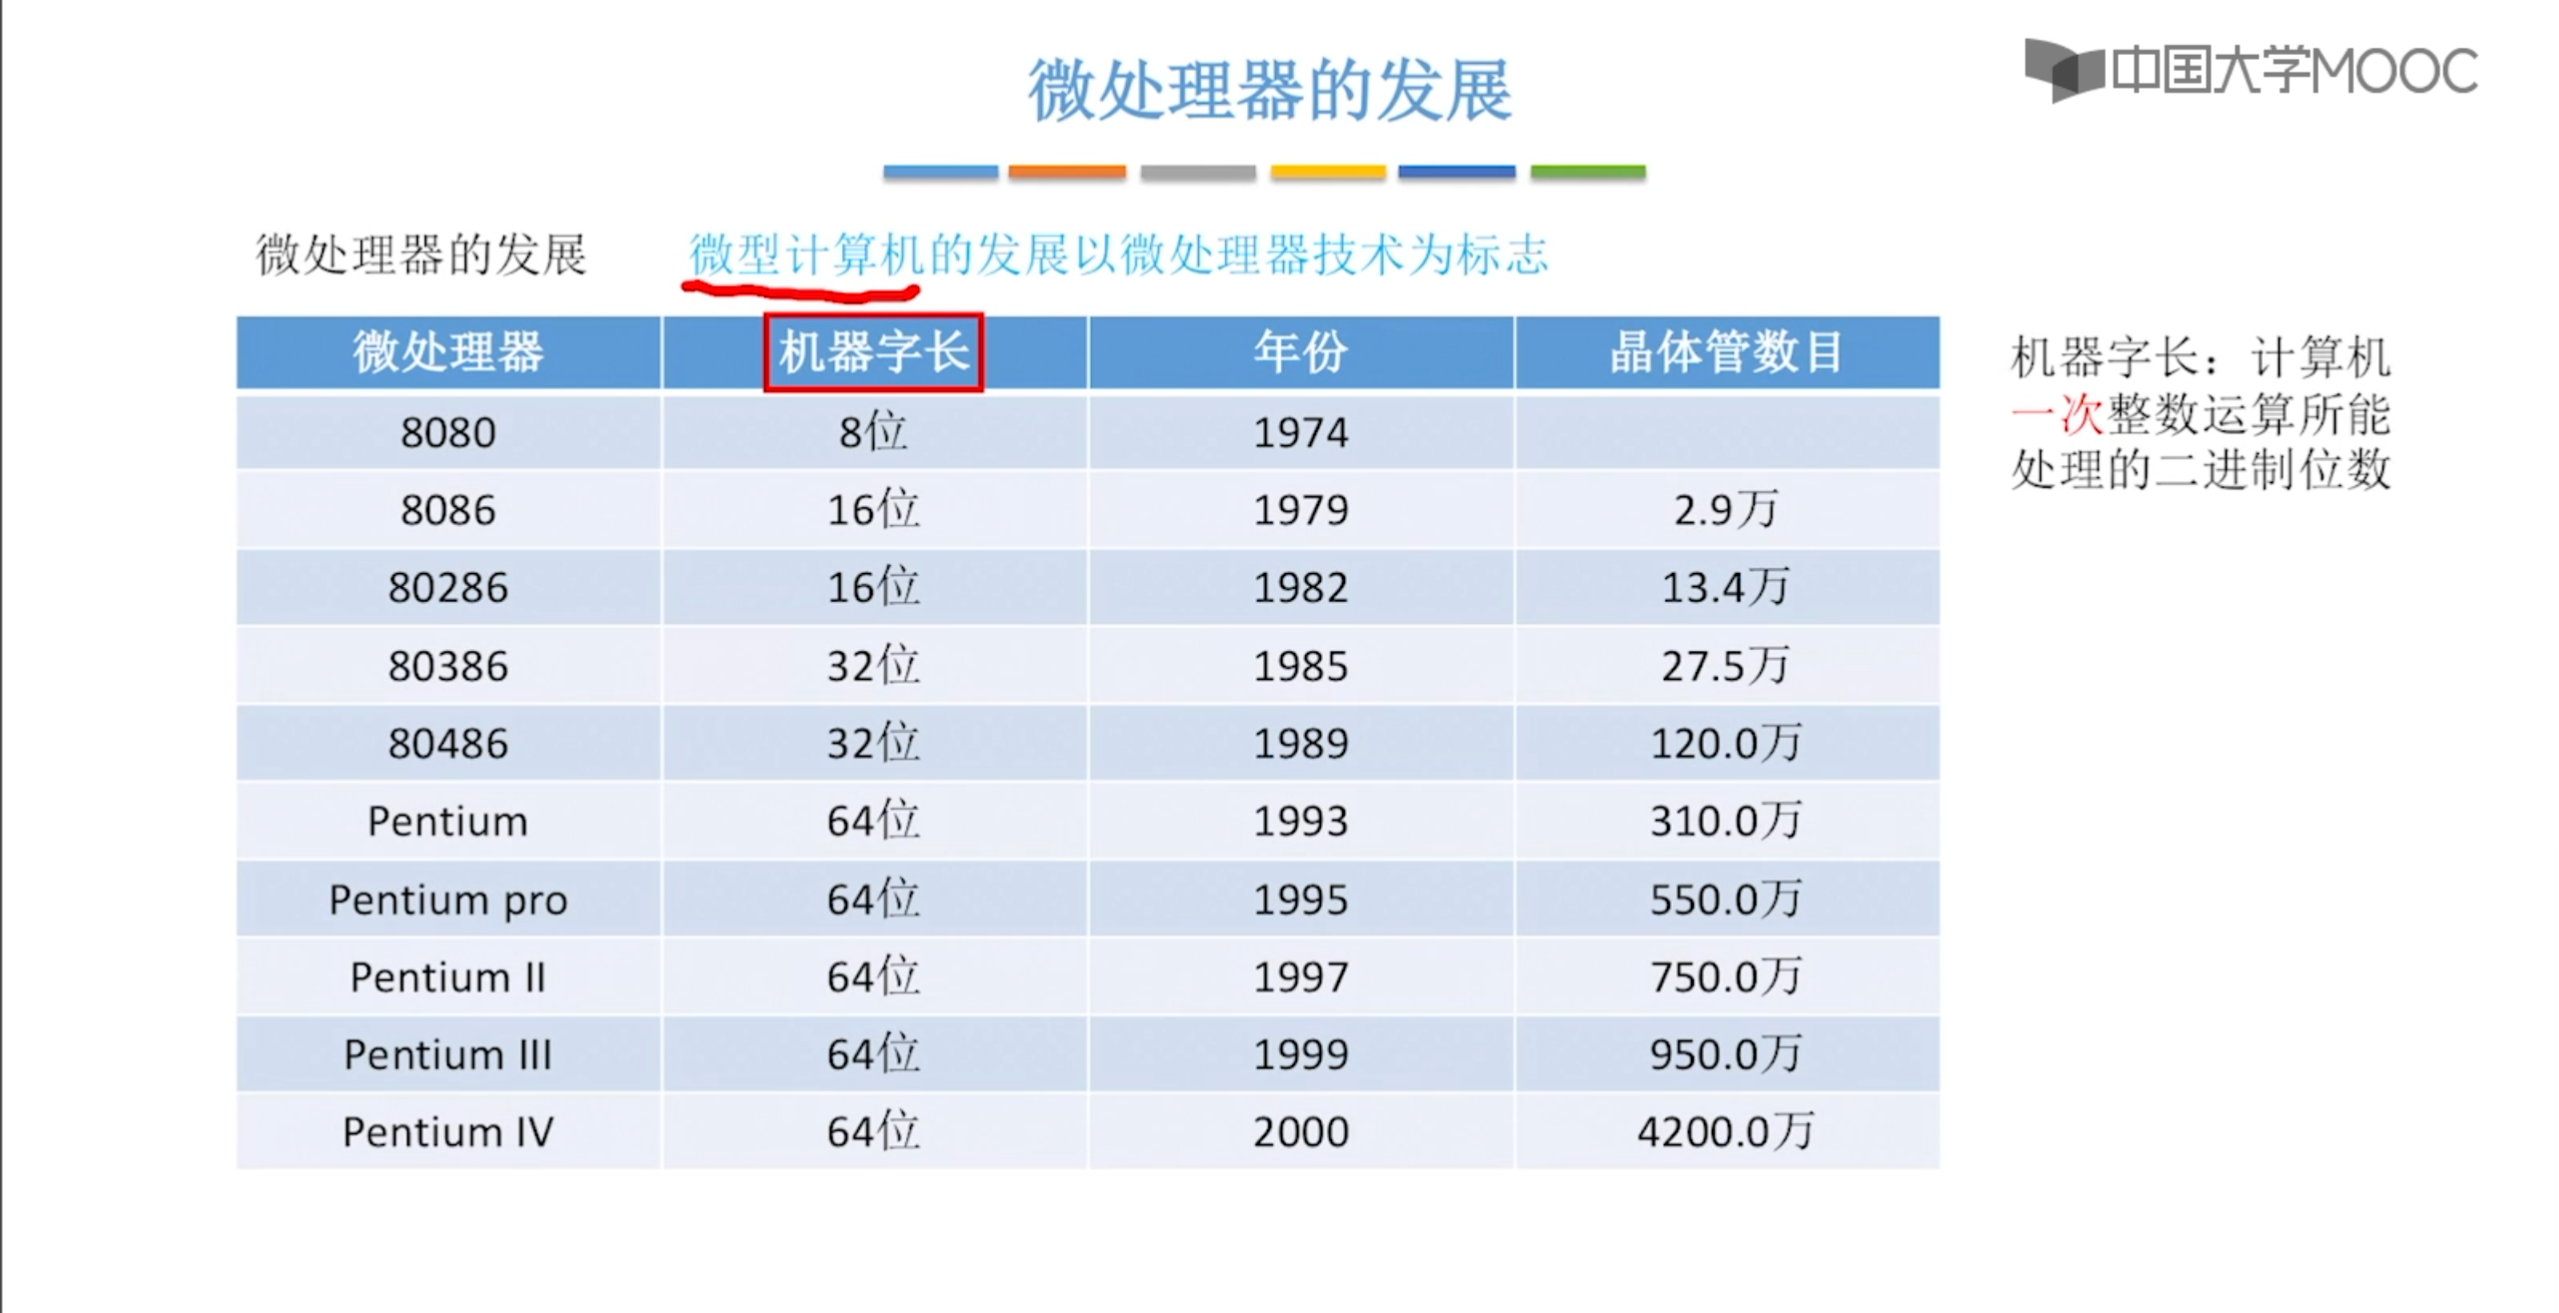 微处理器的发展
中国大学MOOC
微处理器的发展 微型计算机的发展以微处理器技术为标志
微处理器 机器字长 年份 晶体管数目
8080 8位 1974
8086 16位 1979 2.9万
80286 16位 1982 13.4万
80386 32位 1985 27.5万
80486 32位 1989 120.0万
Pentium 64位 1993 310.0万
Pentium pro 64位 1995 550.0万
Pentium II 64位 1997 750.0万
Pentium III 64位 1999 950.0万
Pentium IV 64位 2000 4200.0万
机器字长：计算机
一次整数运算所能
处理的二进制位数